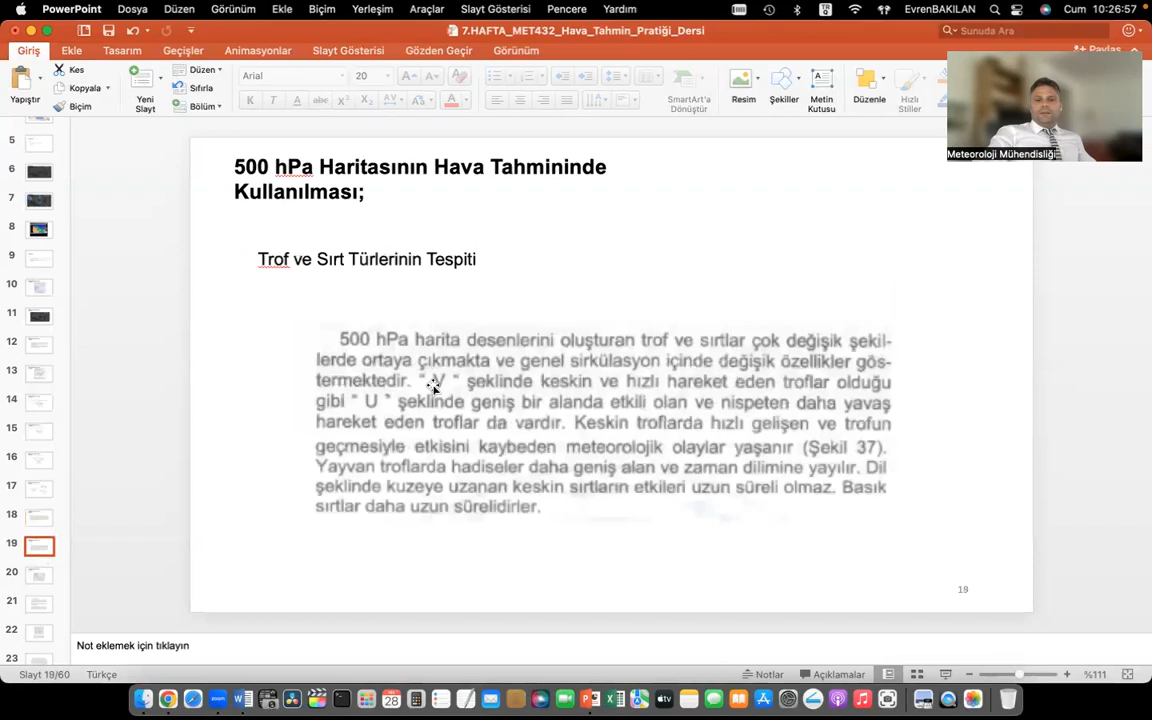 PowerPoint Dosya Düzen Görünüm Ekle Biçim Yerleşim Araçlar Slayt Gösterisi Pencere Yardım EvrenBAKILAN Cum 10:26:57
7.HAFTA_MET432_Hava_Tahmin_Pratiği_Dersi
Sunuda Ara
Giriş Ekle Tasarım Geçişler Animasyonlar Slayt Gösterisi Gözden Geçir Görünüm Paylaş
Yapıştır
Kes
Kopyala
Biçim
Yeni
Slayt
Düzen
Sıfırla
Bölüm
Arial 20
SmartArt'a
Dönüştür
Resim
Şekiller
Metin
Kutusu
Düzenle
Hızlı
Stiller
Meteoroloji Mühendisliği
500 hPa Haritasının Hava Tahmininde
Kullanılması;
Trof ve Sırt Türlerinin Tespiti
500 hPa harita desenlerini oluşturan trof ve sırtlar çok değişik şekil-
lerde ortaya çıkmakta ve genel sirkülasyon içinde değişik özellikler gös-
termektedir. " V " şeklinde keskin ve hızlı hareket eden troflar olduğu
gibi " U " şeklinde geniş bir alanda etkili olan ve nispeten daha yavaş
hareket eden troflar da vardır. Keskin troflarda hızlı gelişen ve trofun
geçmesiyle etkisini kaybeden meteorolojik olaylar yaşanır (Şekil 37).
Yayvan troflarda hadiseler daha geniş alan ve zaman dilimine yayılır. Dil
şeklinde kuzeye uzanan keskin sırtların etkileri uzun süreli olmaz. Basık
sırtlar daha uzun sürelidirler.
19
5
6
7
8
9
10
11
12
13
14
15
16
17
18
19
20
21
22
23
Not eklemek için tıklayın
Slayt 19/60 Türkçe Notlar Açıklamalar %111